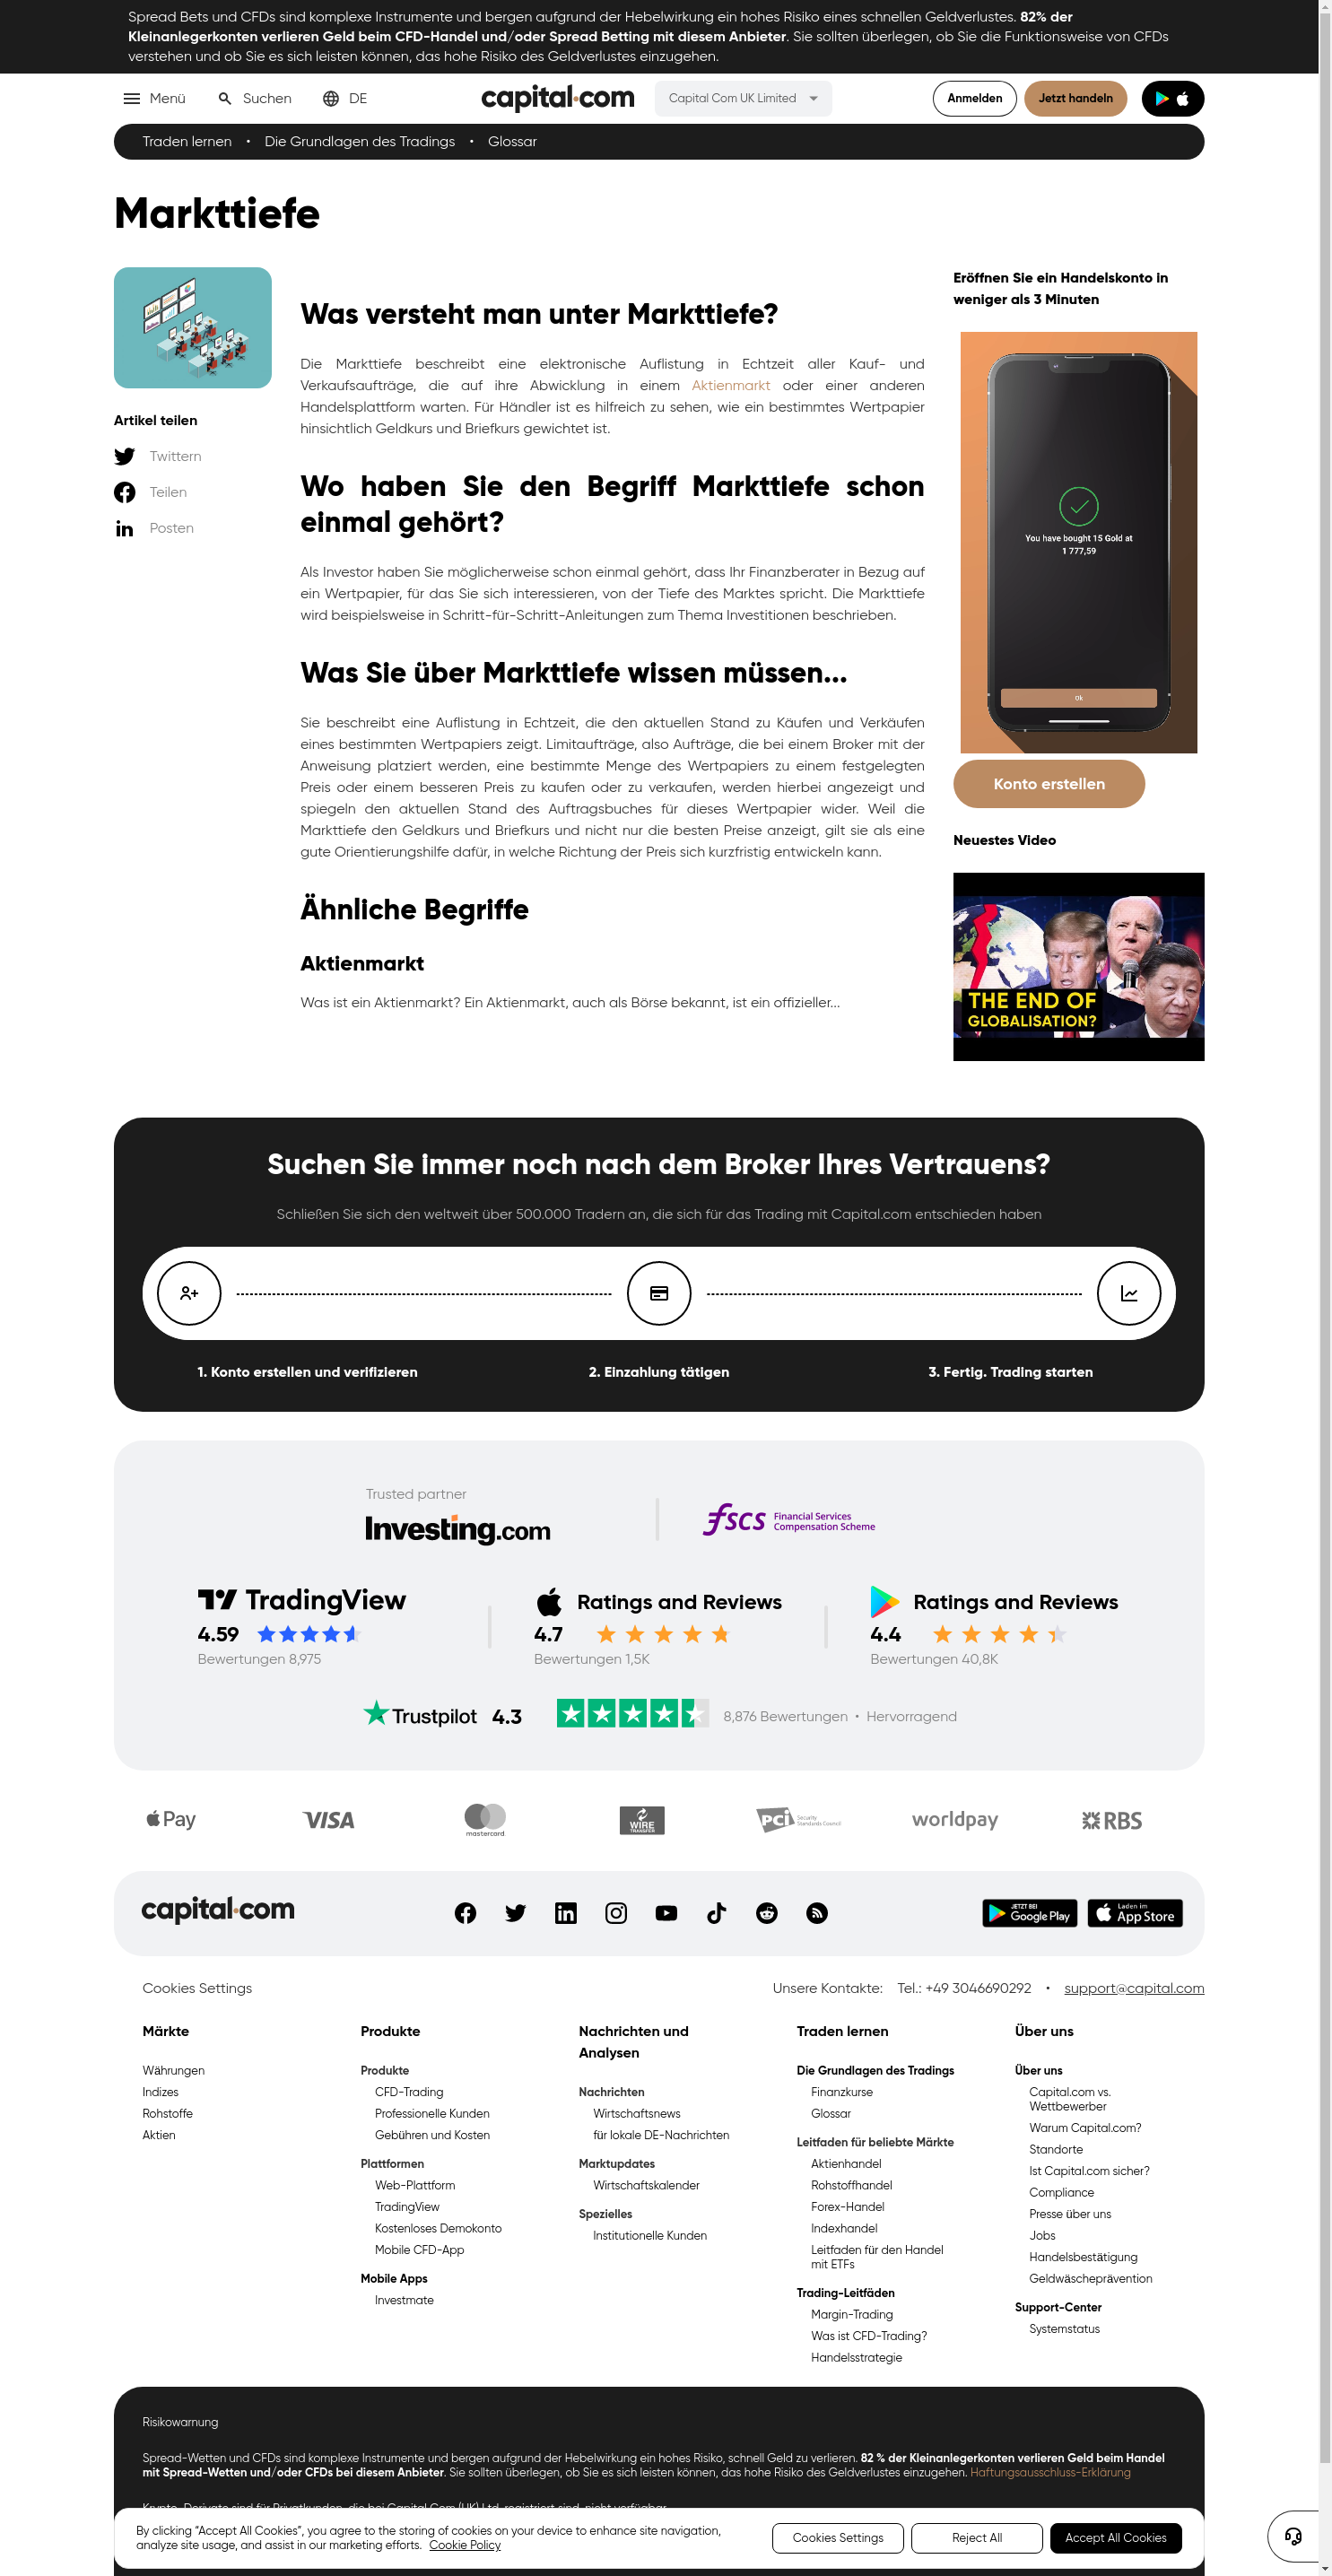 Spread Bets und CFDs sind komplexe Instrumente und bergen aufgrund der Hebelwirkung ein hohes Risiko eines schnellen Geldverlustes. 82% der
Kleinanlegerkonten verlieren Geld beim CFD-Handel und/oder Spread Betting mit diesem Anbieter. Sie sollten überlegen, ob Sie die Funktionsweise von CFDs
verstehen und ob Sie es sich leisten können, das hohe Risiko des Geldverlustes einzugehen.
Menü Suchen DE capital.com Capital Com UK Limited Anmelden Jetzt handeln
Traden lernen • Die Grundlagen des Tradings • Glossar
Markttiefe
Artikel teilen
Twittern
Teilen
Posten
Was versteht man unter Markttiefe?
Die Markttiefe beschreibt eine elektronische Auflistung in Echtzeit aller Kauf- und
Verkaufsaufträge, die auf ihre Abwicklung in einem Aktienmarkt oder einer anderen
Handelsplattform warten. Für Händler ist es hilfreich zu sehen, wie ein bestimmtes Wertpapier
hinsichtlich Geldkurs und Briefkurs gewichtet ist.
Wo haben Sie den Begriff Markttiefe schon
einmal gehört?
Als Investor haben Sie möglicherweise schon einmal gehört, dass Ihr Finanzberater in Bezug auf
ein Wertpapier, für das Sie sich interessieren, von der Tiefe des Marktes spricht. Die Markttiefe
wird beispielsweise in Schritt-für-Schritt-Anleitungen zum Thema Investitionen beschrieben.
Was Sie über Markttiefe wissen müssen...
Sie beschreibt eine Auflistung in Echtzeit, die den aktuellen Stand zu Käufen und Verkäufen
eines bestimmten Wertpapiers zeigt. Limitaufträge, also Aufträge, die bei einem Broker mit der
Anweisung platziert werden, eine bestimmte Menge des Wertpapiers zu einem festgelegten
Preis oder einem besseren Preis zu kaufen oder zu verkaufen, werden hierbei angezeigt und
spiegeln den aktuellen Stand des Auftragsbuches für dieses Wertpapier wider. Weil die
Markttiefe den Geldkurs und Briefkurs und nicht nur die besten Preise anzeigt, gilt sie als eine
gute Orientierungshilfe dafür, in welche Richtung der Preis sich kurzfristig entwickeln kann.
Ähnliche Begriffe
Aktienmarkt
Was ist ein Aktienmarkt? Ein Aktienmarkt, auch als Börse bekannt, ist ein offizieller...
Eröffnen Sie ein Handelskonto in
weniger als 3 Minuten
You have bought 15 Gold at
1 777,59
Ok
Konto erstellen
Neuestes Video
THE END OF
GLOBALISATION?
Suchen Sie immer noch nach dem Broker Ihres Vertrauens?
Schließen Sie sich den weltweit über 500.000 Tradern an, die sich für das Trading mit Capital.com entschieden haben
1. Konto erstellen und verifizieren 2. Einzahlung tätigen 3. Fertig. Trading starten
Trusted partner
Investing.com
fscs Financial Services
Compensation Scheme
TradingView
4.59
Bewertungen 8,975
Ratings and Reviews
4.7
Bewertungen 1,5K
Ratings and Reviews
4.4
Bewertungen 40,8K
Trustpilot 4.3 8,876 Bewertungen • Hervorragend
Pay VISA mastercard WIRE TRANSFER PCI Security Standards Council worldpay RBS
capital.com JETZT BEI Google Play Laden im App Store
Cookies Settings Unsere Kontakte: Tel.: +49 3046690292 • support@capital.com
Märkte
Währungen
Indizes
Rohstoffe
Aktien
Produkte
Produkte
CFD-Trading
Professionelle Kunden
Gebühren und Kosten
Plattformen
Web-Plattform
TradingView
Kostenloses Demokonto
Mobile CFD-App
Mobile Apps
Investmate
Nachrichten und
Analysen
Nachrichten
Wirtschaftsnews
für lokale DE-Nachrichten
Marktupdates
Wirtschaftskalender
Spezielles
Institutionelle Kunden
Traden lernen
Die Grundlagen des Tradings
Finanzkurse
Glossar
Leitfaden für beliebte Märkte
Aktienhandel
Rohstoffhandel
Forex-Handel
Indexhandel
Leitfaden für den Handel
mit ETFs
Trading-Leitfäden
Margin-Trading
Was ist CFD-Trading?
Handelsstrategie
Über uns
Über uns
Capital.com vs.
Wettbewerber
Warum Capital.com?
Standorte
Ist Capital.com sicher?
Compliance
Presse über uns
Jobs
Handelsbestätigung
Geldwäscheprävention
Support-Center
Systemstatus
Risikowarnung
Spread-Wetten und CFDs sind komplexe Instrumente und bergen aufgrund der Hebelwirkung ein hohes Risiko, schnell Geld zu verlieren. 82 % der Kleinanlegerkonten verlieren Geld beim Handel
mit Spread-Wetten und/oder CFDs bei diesem Anbieter. Sie sollten überlegen, ob Sie es sich leisten können, das hohe Risiko des Geldverlustes einzugehen. Haftungsausschluss-Erklärung
By clicking “Accept All Cookies”, you agree to the storing of cookies on your device to enhance site navigation,
analyze site usage, and assist in our marketing efforts. Cookie Policy
Cookies Settings Reject All Accept All Cookies